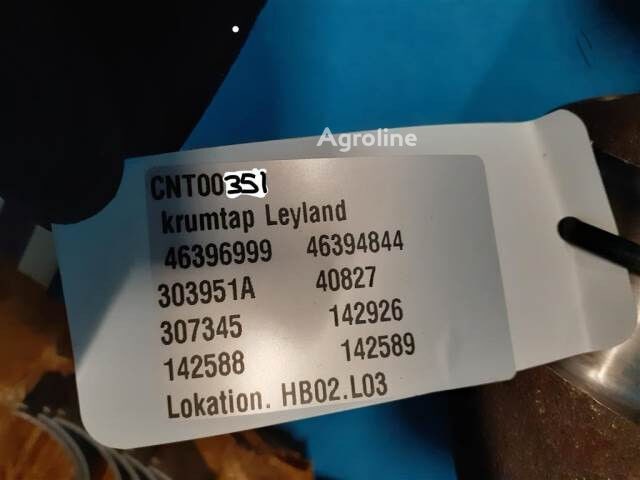 Agroline
CNT00351
krumtap Leyland
46396999 46394844
303951A 40827
307345 142926
142588 142589
Lokation. HB02.L03